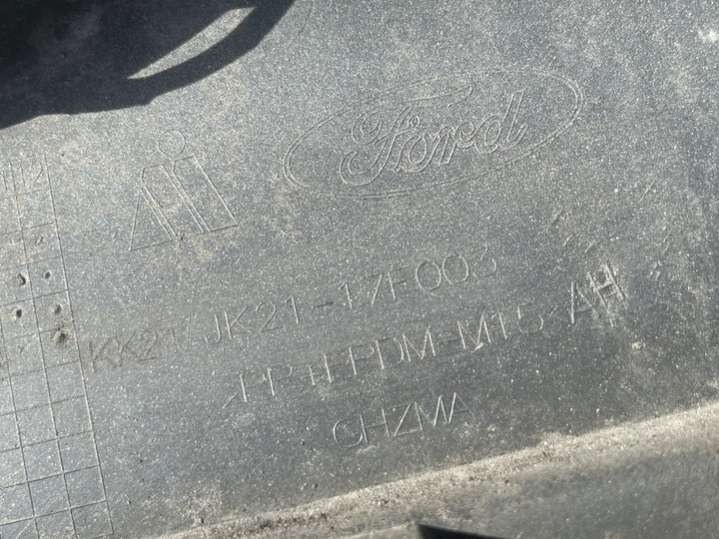 Ford
KK21/JK21-17F003
>PP+EPDM-M15<AH
CHZMA